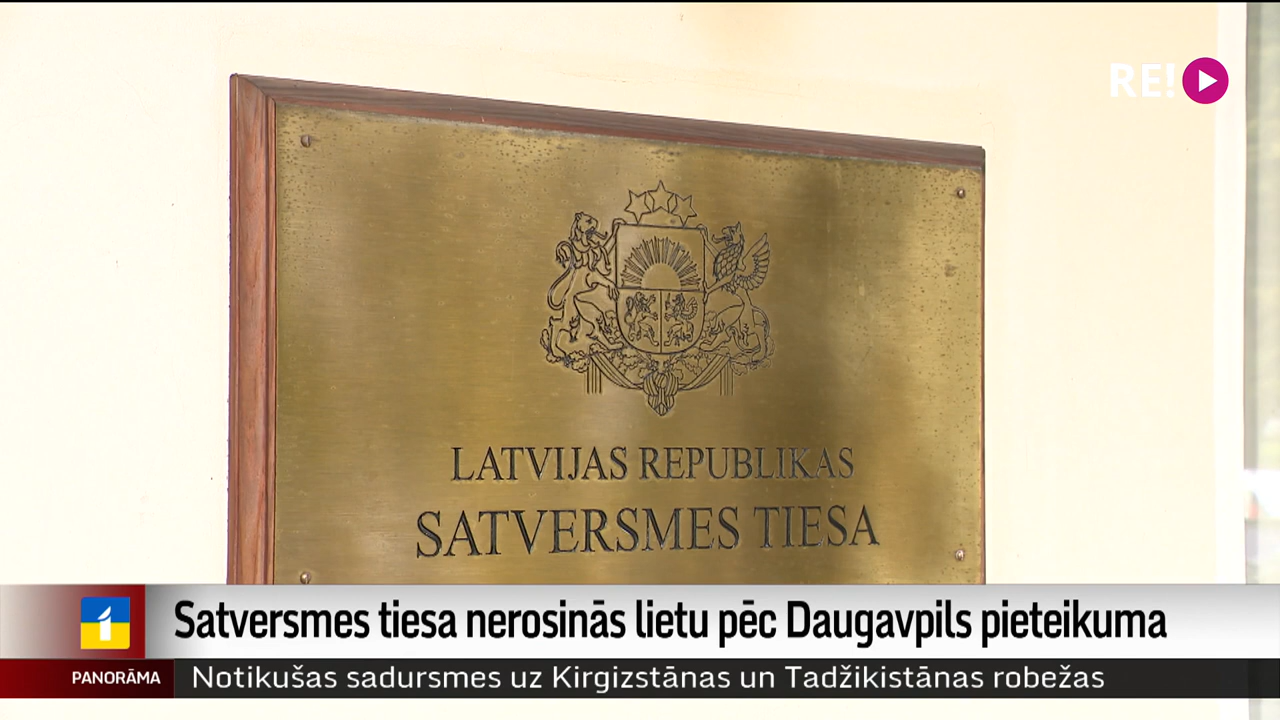 RE!
LATVIJAS REPUBLIKAS
SATVERSMES TIESA
1
Satversmes tiesa nerosinās lietu pēc Daugavpils pieteikuma
PANORĀMA
Notikušas sadursmes uz Kirgizstānas un Tadžikistānas robežas